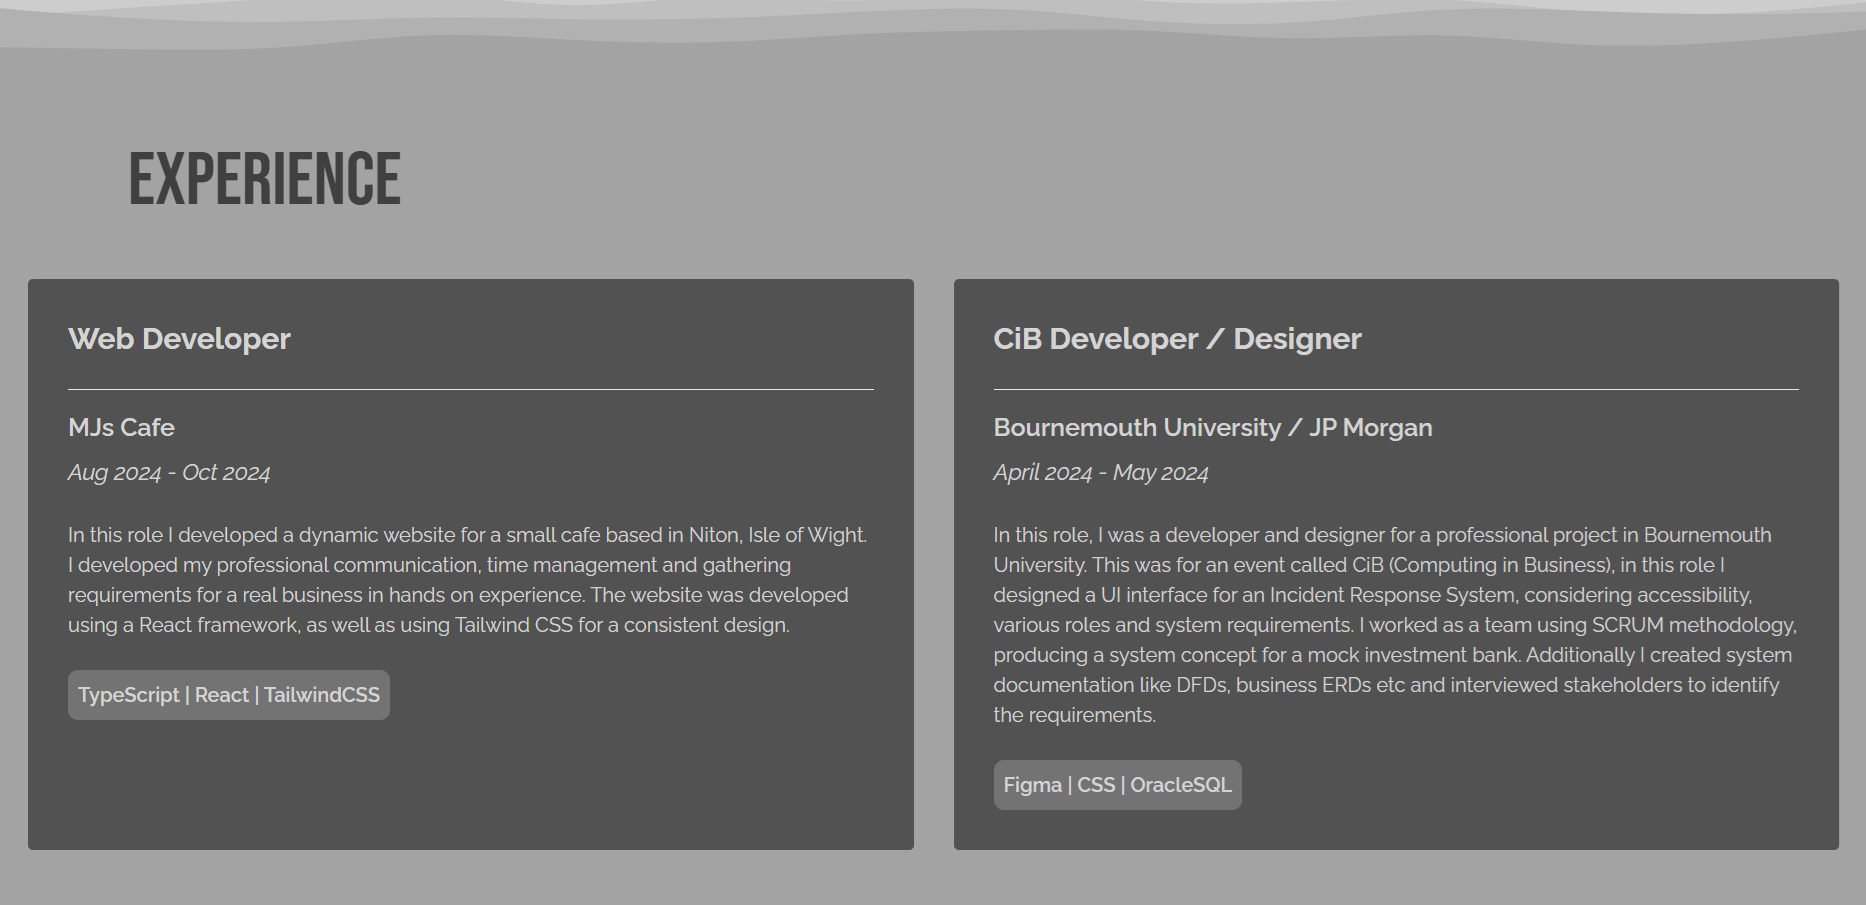 EXPERIENCE
Web Developer
MJs Cafe
Aug 2024 - Oct 2024
In this role I developed a dynamic website for a small cafe based in Niton, Isle of Wight.
I developed my professional communication, time management and gathering
requirements for a real business in hands on experience. The website was developed
using a React framework, as well as using Tailwind CSS for a consistent design.
TypeScript | React | TailwindCSS
CiB Developer / Designer
Bournemouth University / JP Morgan
April 2024 - May 2024
In this role, I was a developer and designer for a professional project in Bournemouth
University. This was for an event called CiB (Computing in Business), in this role I
designed a UI interface for an Incident Response System, considering accessibility,
various roles and system requirements. I worked as a team using SCRUM methodology,
producing a system concept for a mock investment bank. Additionally I created system
documentation like DFDs, business ERDs etc and interviewed stakeholders to identify
the requirements.
Figma | CSS | OracleSQL